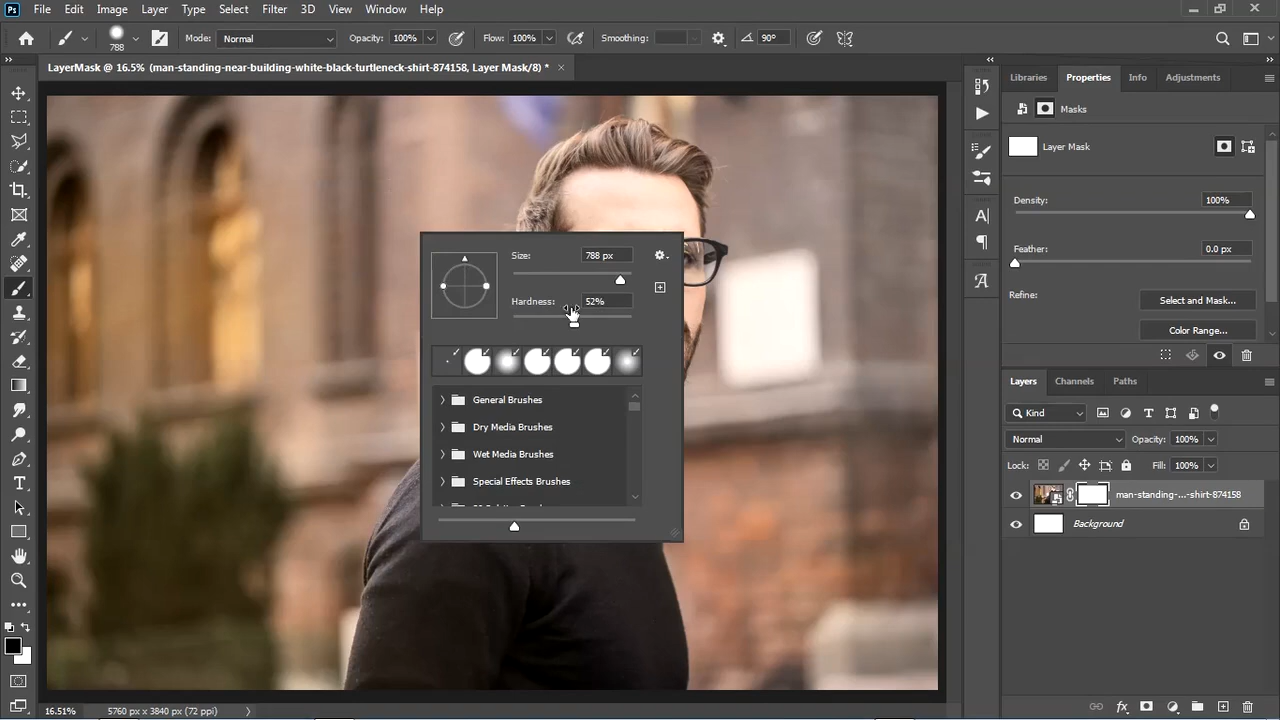 Ps File Edit Image Layer Type Select Filter 3D View Window Help
788 Mode: Normal Opacity: 100% Flow: 100% Smoothing: 90°
LayerMask @ 16.5% (man-standing-near-building-white-black-turtleneck-shirt-874158, Layer Mask/8) *
Libraries Properties Info Adjustments
Masks
Layer Mask
Density: 100%
Feather: 0.0 px
Refine: Select and Mask...
Color Range...
Size: 788 px
Hardness: 52%
General Brushes
Dry Media Brushes
Wet Media Brushes
Special Effects Brushes
Layers Channels Paths
Kind
Normal Opacity: 100%
Lock: Fill: 100%
man-standing-...-shirt-874158
Background
16.51% 5760 px x 3840 px (72 ppi)